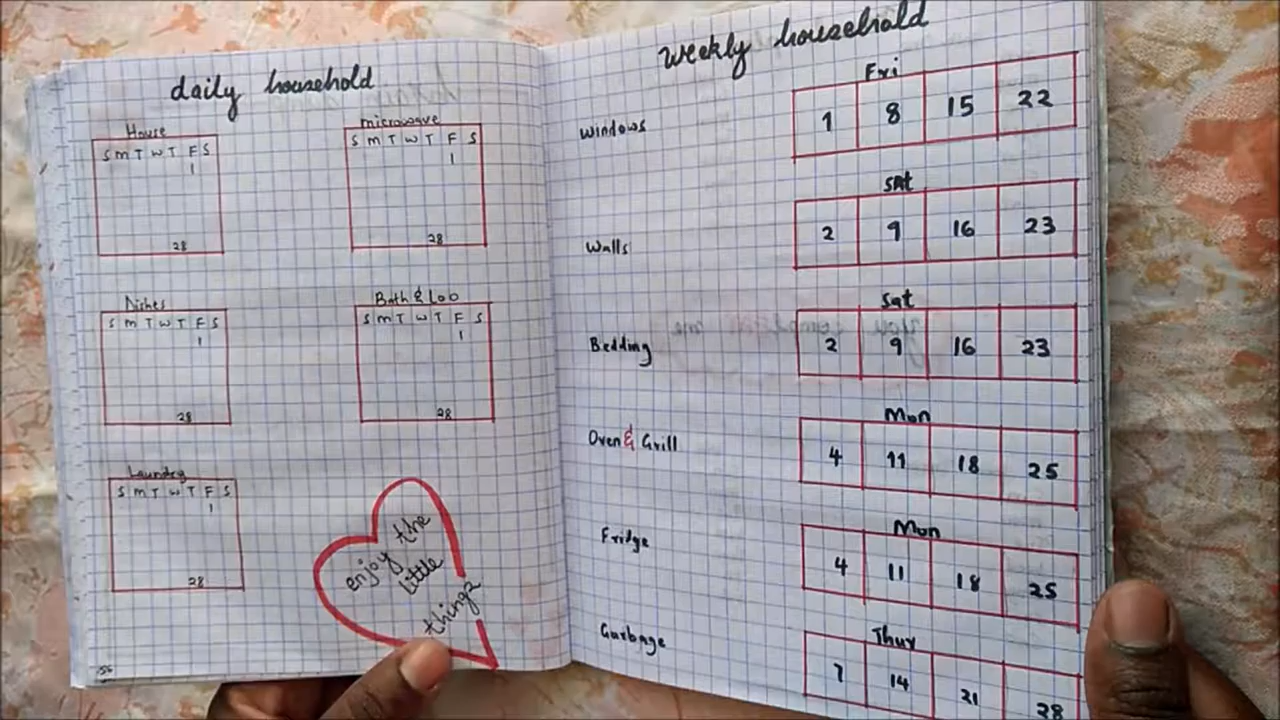 daily household
House
S M T W T F S
1
28
microwave
S M T W T F S
1
28
Dishes
S M T W T F S
1
28
Bath & Loo
S M T W T F S
1
28
Laundry
S M T W T F S
1
28
enjoy the
little
things
weekly household
Windows
Fri
1 8 15 22
Walls
SAt
2 9 16 23
Bedding
Sat
2 9 16 23
Oven & Grill
Mon
4 11 18 25
Fridge
Mon
4 11 18 25
Garbage
Thur
7 14 21 28